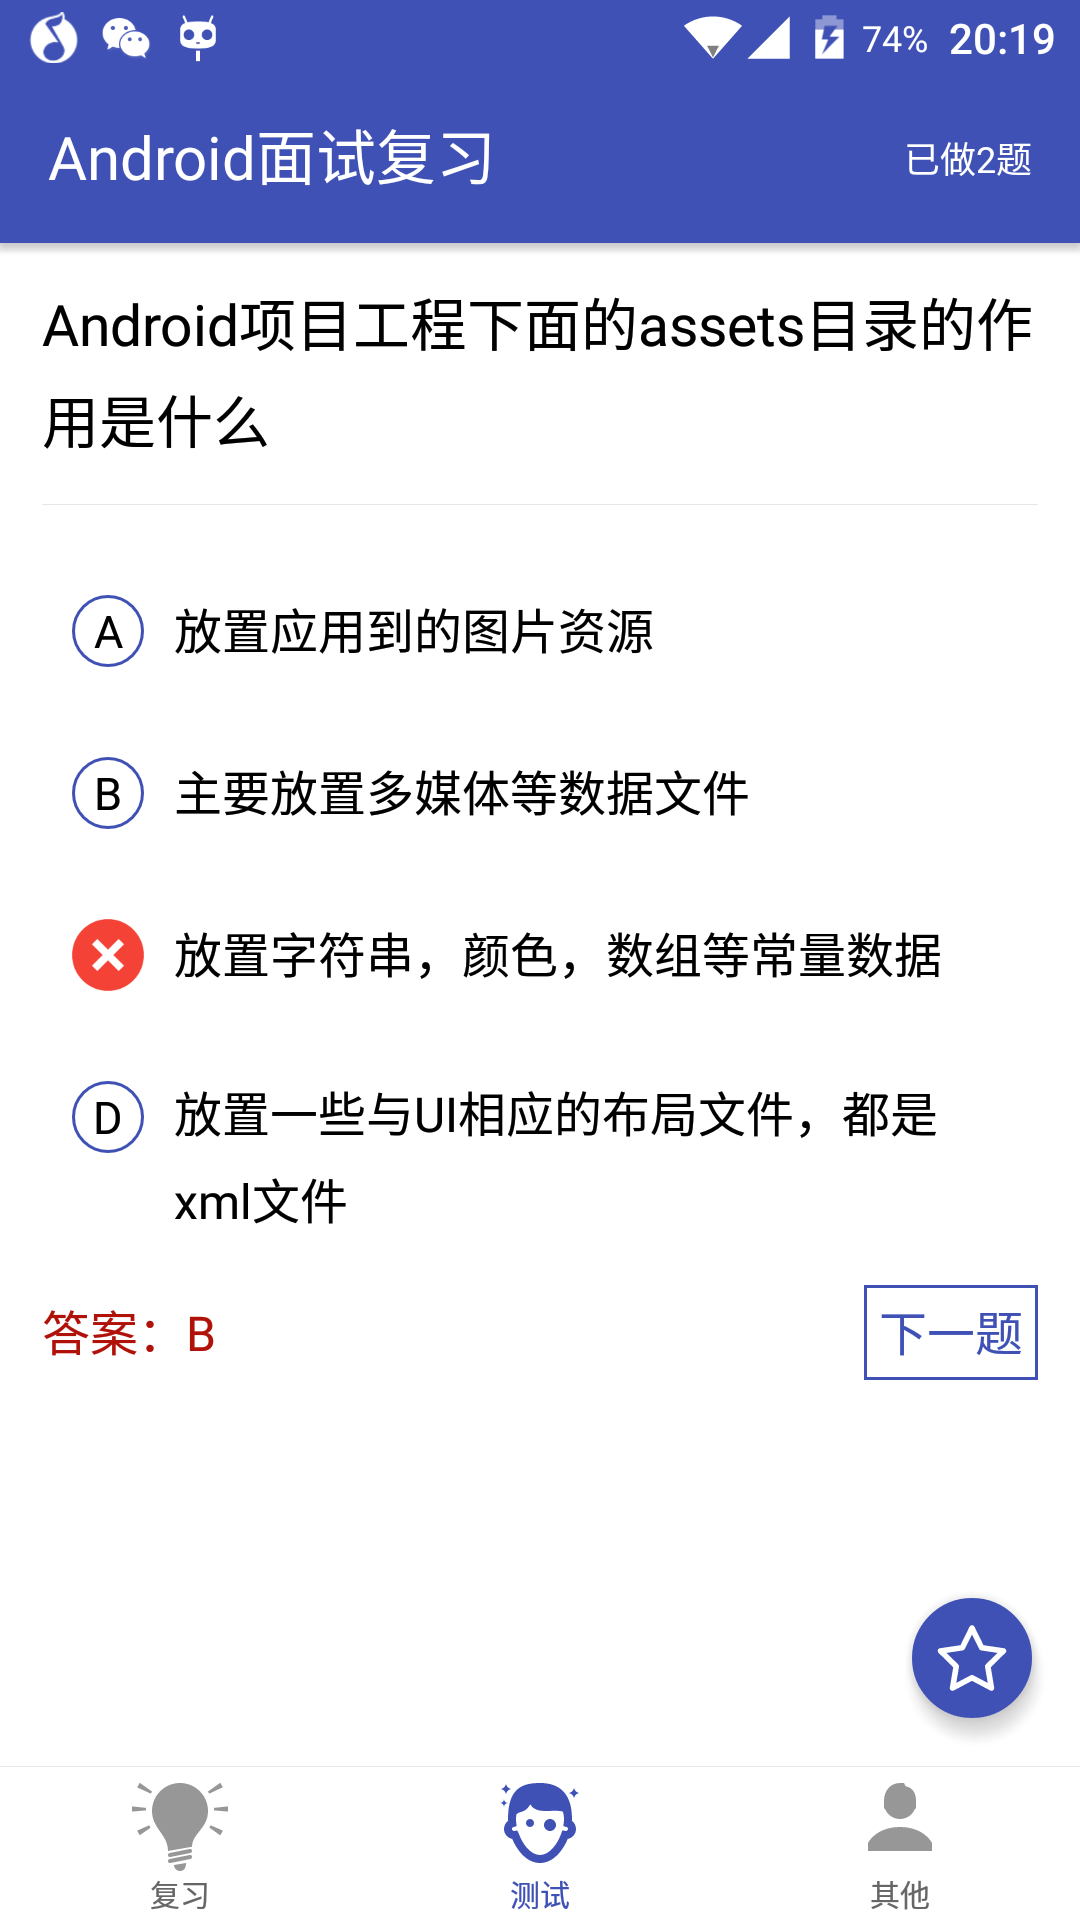 74% 20:19
Android面试复习 已做2题
Android项目工程下面的assets目录的作
用是什么
A 放置应用到的图片资源
B 主要放置多媒体等数据文件
放置字符串，颜色，数组等常量数据
D 放置一些与UI相应的布局文件，都是
xml文件
答案：B 下一题
复习 测试 其他